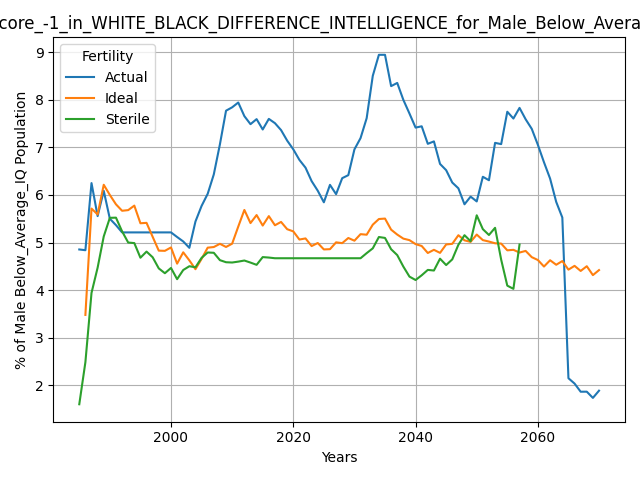 core_-1_in_WHITE_BLACK_DIFFERENCE_INTELLIGENCE_for_Male_Below_Avera
Fertility
Actual
Ideal
Sterile
% of Male Below_Average_IQ Population
9
8
7
6
5
4
3
2
2000 2020 2040 2060
Years